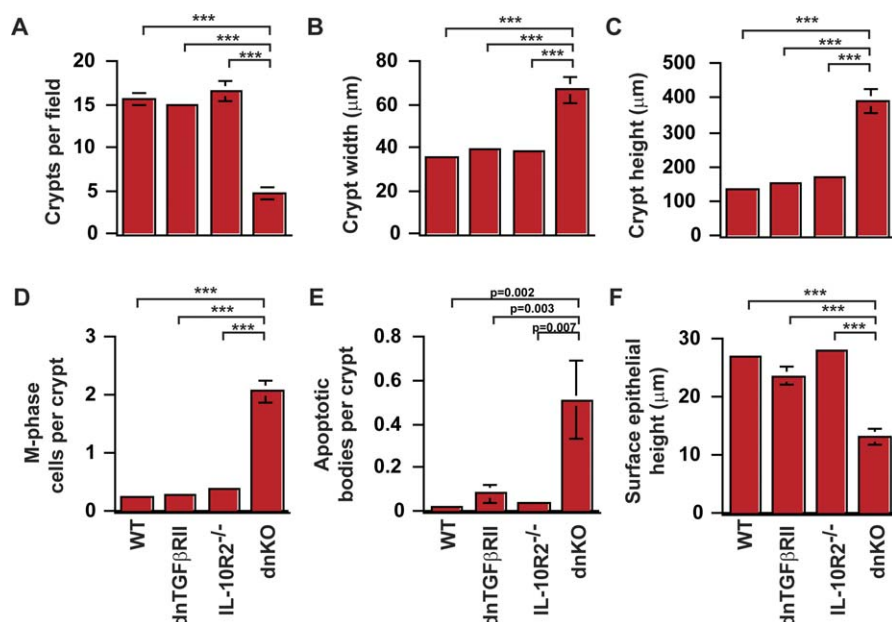 A
***
***
***
Crypts per field
20
15
10
5
0
B
***
***
***
Crypt width (μm)
80
60
40
20
0
C
***
***
***
Crypt height (μm)
500
400
300
200
100
0
D
***
***
***
M-phase
cells per crypt
3
2
1
0
WT
dnTGFβRII
IL-10R2-/-
dnKO
E
p=0.002
p=0.003
p=0.007
Apoptotic
bodies per crypt
0.8
0.6
0.4
0.2
0
WT
dnTGFβRII
IL-10R2-/-
dnKO
F
***
***
***
Surface epithelial
height (μm)
30
20
10
0
WT
dnTGFβRII
IL-10R2-/-
dnKO